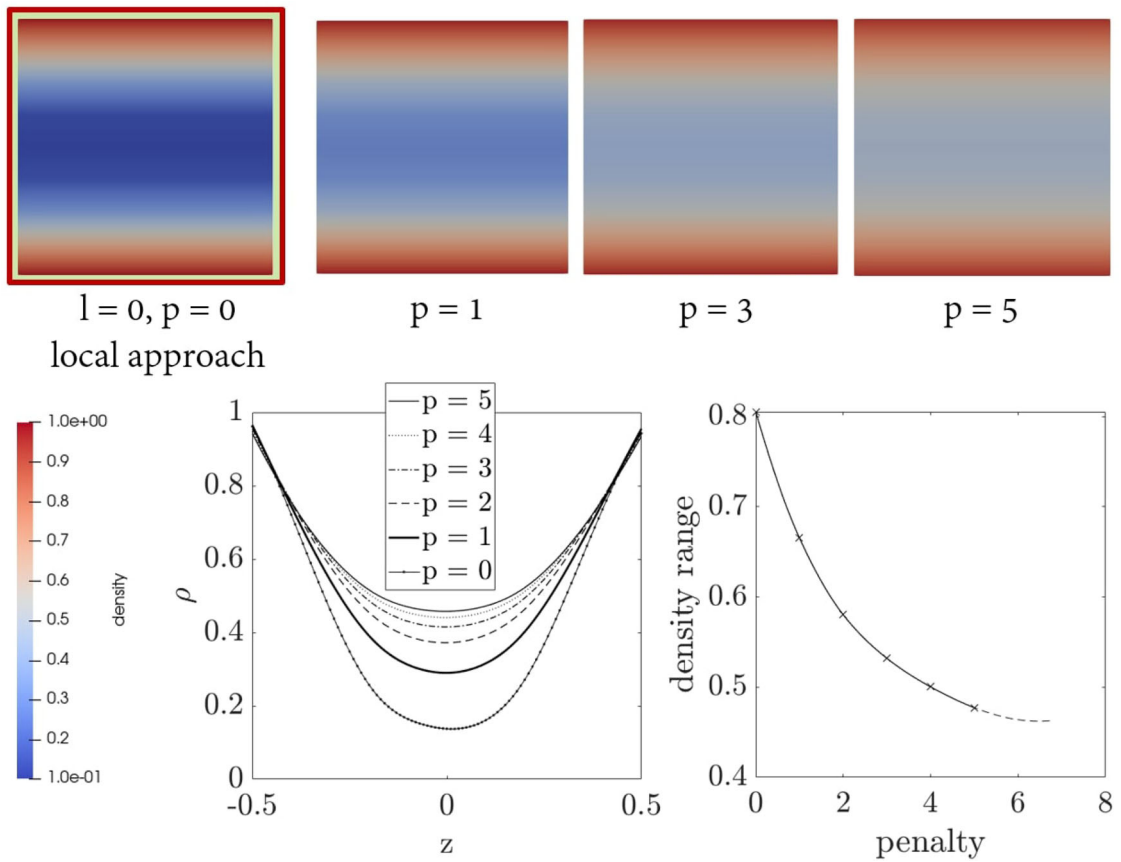 l = 0, p = 0
p = 1
p = 3
p = 5
local approach
1.0e+00
0.9
0.8
0.7
0.6
0.5
0.4
0.3
0.2
1.0e-01
density
p = 5
p = 4
p = 3
p = 2
p = 1
p = 0
1
0.8
0.6
0.4
0.2
0
ρ
-0.5
0
0.5
z
0.8
0.7
0.6
0.5
0.4
density range
0
2
4
6
8
penalty